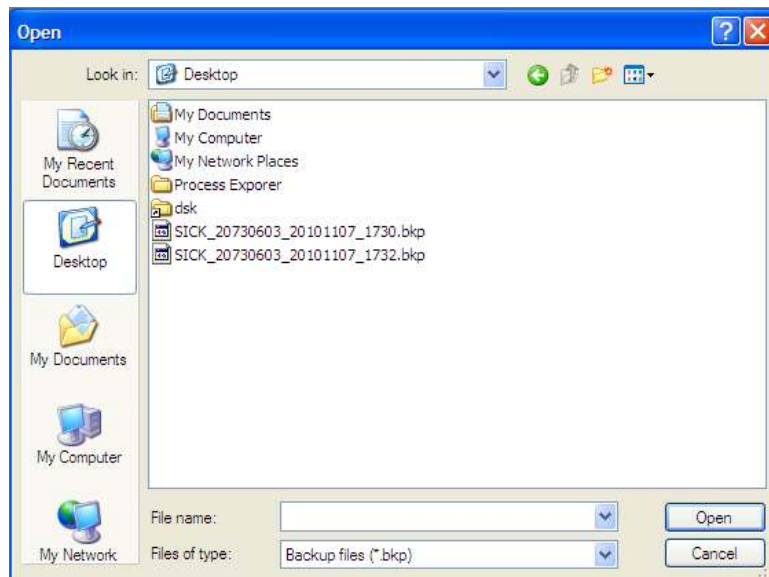 Open
Look in:
Desktop
My Recent
Documents
Desktop
My Documents
My Computer
My Network
My Documents
My Computer
My Network Places
Process Exporer
dsk
SICK_20730603_20101107_1730.bkp
SICK_20730603_20101107_1732.bkp
File name:
Open
Files of type:
Backup files (*.bkp)
Cancel